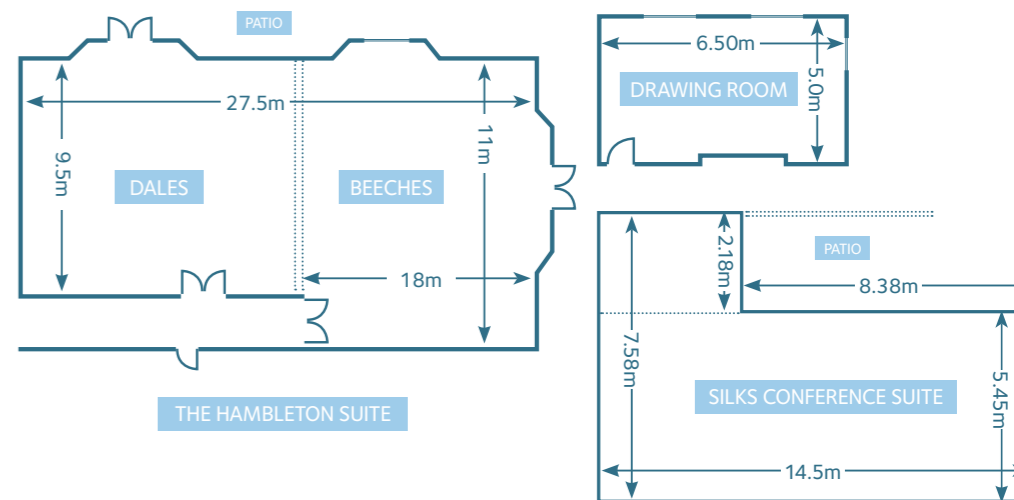 PATIO
27.5m
9.5m
11m
DALES
BEECHES
18m
THE HAMBLETON SUITE
6.50m
5.0m
DRAWING ROOM
PATIO
2.18m
8.38m
7.58m
SILKS CONFERENCE SUITE
5.45m
14.5m